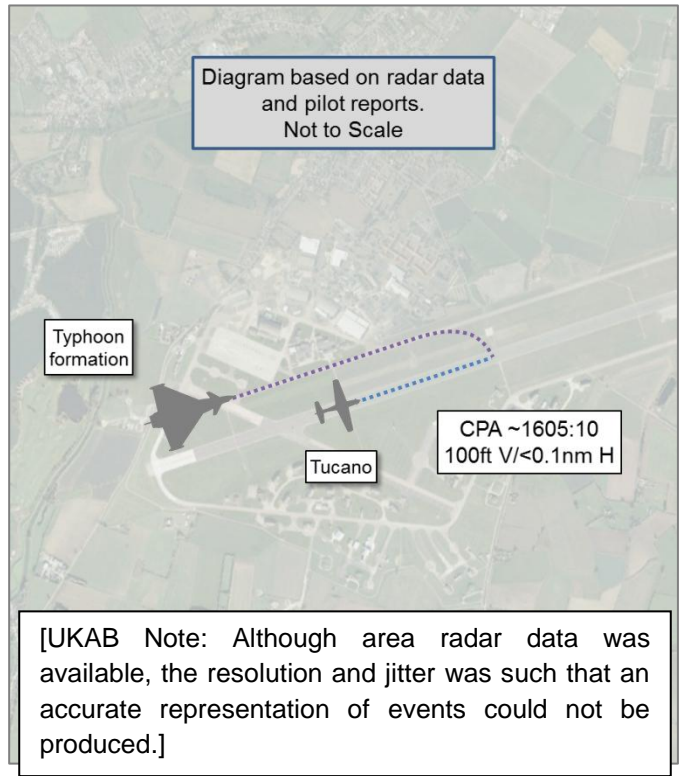 Diagram based on radar data
and pilot reports.
Not to Scale
Typhoon
formation
Tucano
CPA ~1605:10
100ft V/<0.1nm H
[UKAB Note: Although area radar data was
available, the resolution and jitter was such that an
accurate representation of events could not be
produced.]